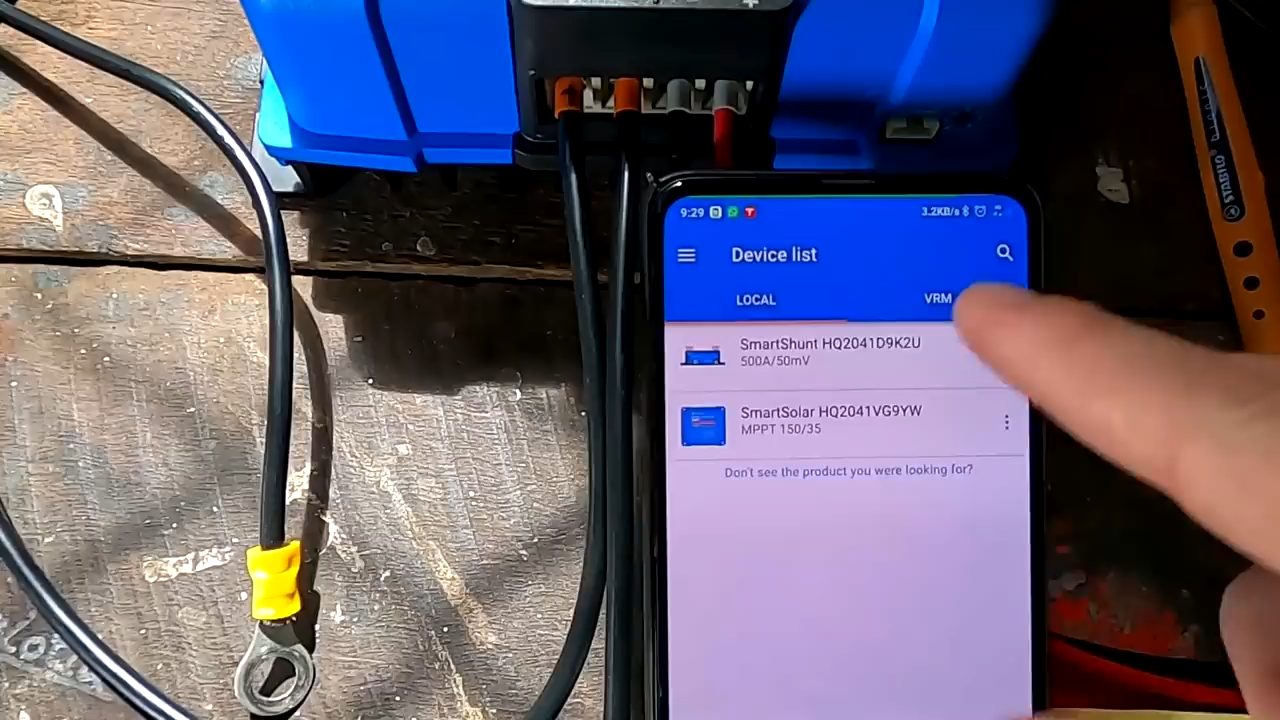 9:29
3.2KB/s
Device list
LOCAL
VRM
SmartShunt HQ2041D9K2U
500A/50mV
SmartSolar HQ2041VG9YW
MPPT 150/35
Don't see the product you were looking for?
STABILO